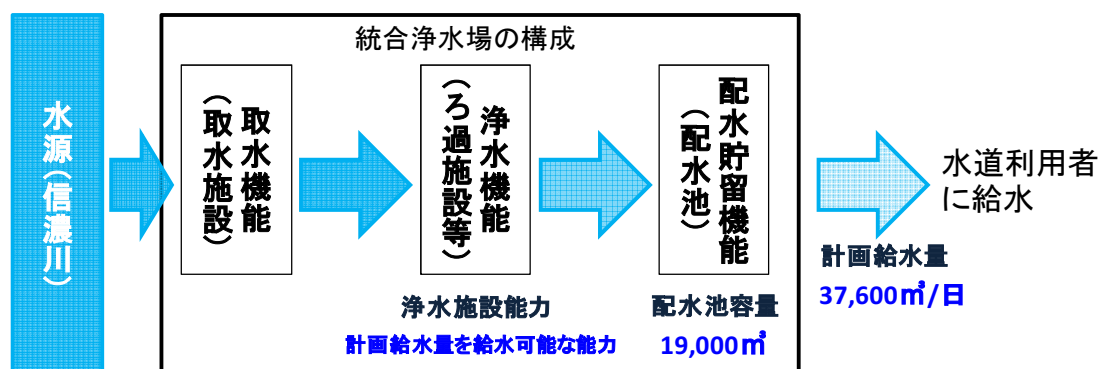 統合浄水場の構成
水源(信濃川)
取水機能
(取水施設)
浄水機能
(ろ過施設等)
配水貯留機能
(配水池)
水道利用者
に給水
浄水施設能力
計画給水量を給水可能な能力
配水池容量
19,000㎥
計画給水量
37,600㎥/日